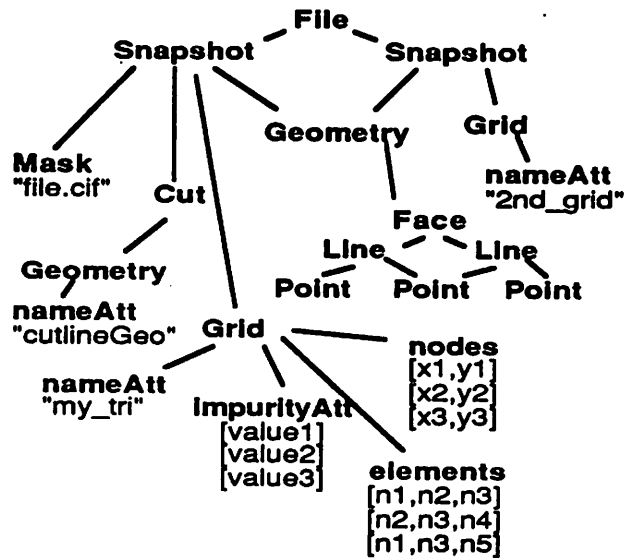 File
Snapshot Snapshot
Geometry Grid
Mask
"file.cif"
Cut
nameAtt
"2nd_grid"
Face
Geometry
Line Line
nameAtt
"cutlineGeo"
Point Point Point
Grid
nodes
[x1,y1]
[x2,y2]
[x3,y3]
nameAtt
"my_tri"
impurityAtt
[value1]
[value2]
[value3]
elements
[n1,n2,n3]
[n2,n3,n4]
[n1,n3,n5]